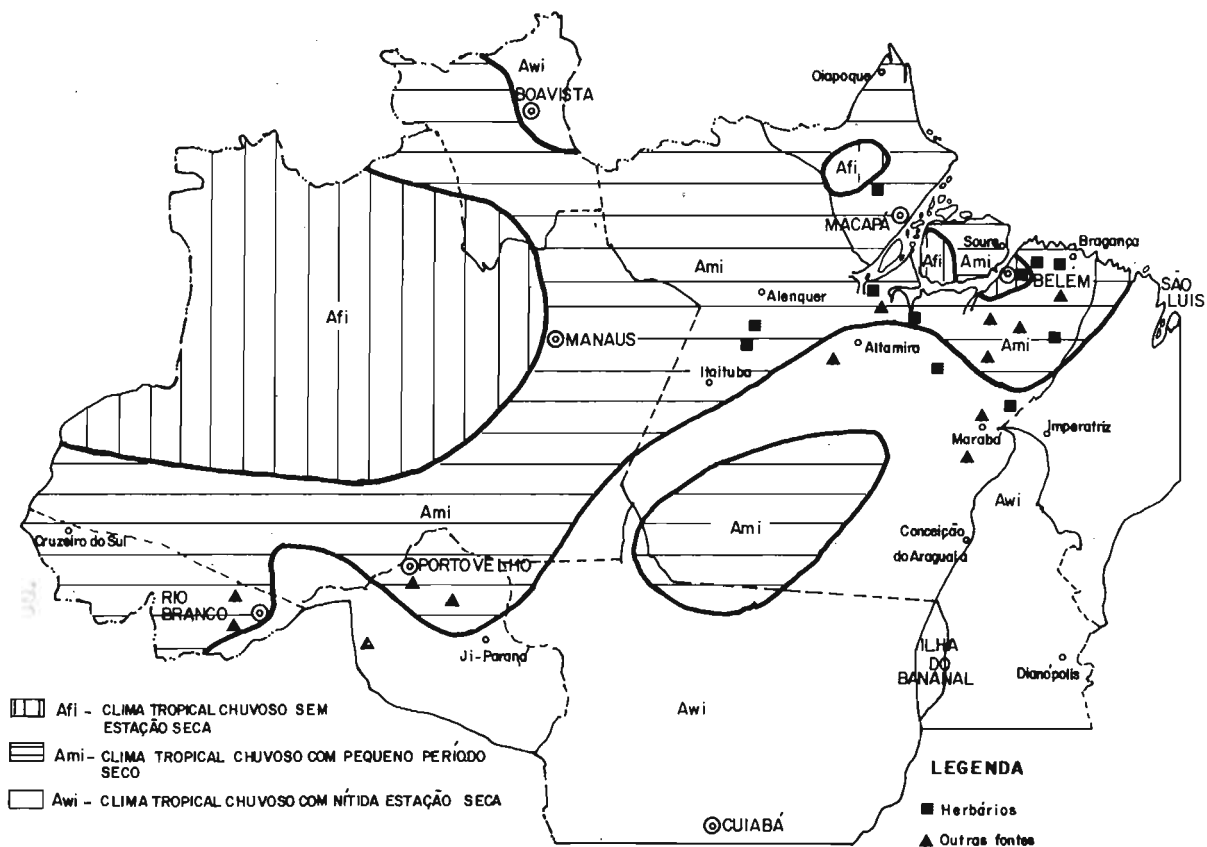 Awi
BOAVISTA
Oiapoque
Afi
MACAPÁ
Soure
Bragança
Afi
Ami
BELÉM
SÃO
LUIS
Ami
Alenquer
Afi
MANAUS
Altamira
Ami
Itaituba
Marabá
Imperatriz
Awi
Ami
Ami
Conceição
do Araguaia
Cruzeiro do Sul
PORTO VELHO
RIO
BRANCO
Ji-Paraná
ILHA
DO
BANANAL
Dianópolis
Awi
Afi - CLIMA TROPICAL CHUVOSO SEM
ESTAÇÃO SECA
Ami - CLIMA TROPICAL CHUVOSO COM PEQUENO PERÍODO
SECO
Awi - CLIMA TROPICAL CHUVOSO COM NÍTIDA ESTAÇÃO SECA
CUIABÁ
LEGENDA
Herbários
Outras fontes